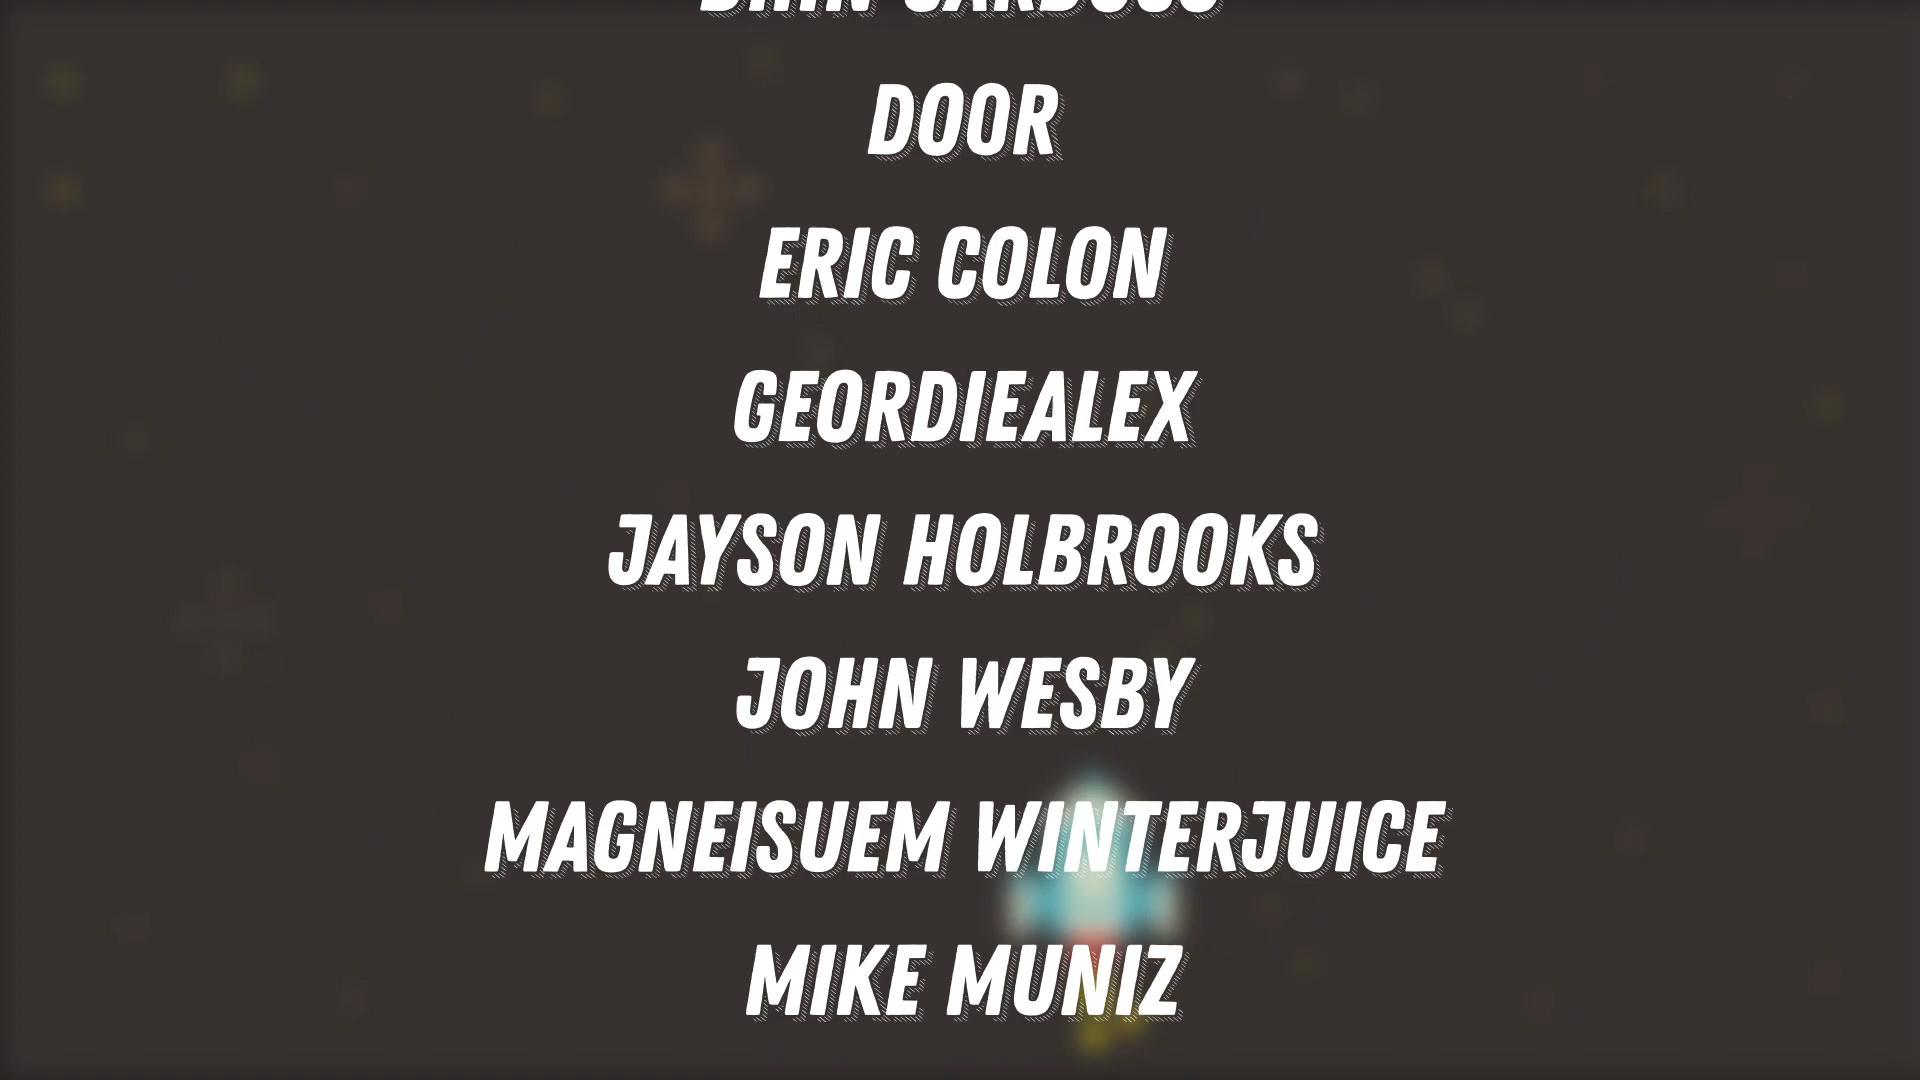 DOOR
ERIC COLON
GEORDIEALEX
JAYSON HOLBROOKS
JOHN WESBY
MAGNEISUEM WINTERJUICE
MIKE MUNIZ